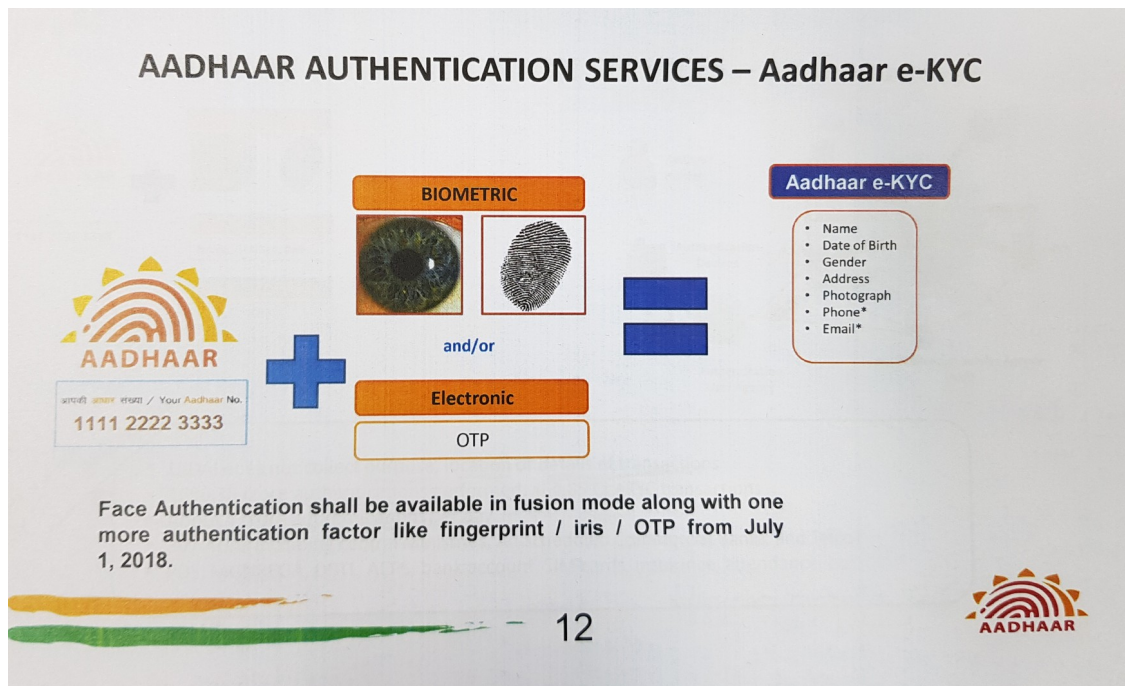 AADHAAR AUTHENTICATION SERVICES – Aadhaar e-KYC
AADHAAR
आपकी आधार संख्या / Your Aadhaar No.
1111 2222 3333
BIOMETRIC
and/or
Electronic
OTP
Aadhaar e-KYC
• Name
• Date of Birth
• Gender
• Address
• Photograph
• Phone*
• Email*
Face Authentication shall be available in fusion mode along with one
more authentication factor like fingerprint / iris / OTP from July
1, 2018.
12
AADHAAR